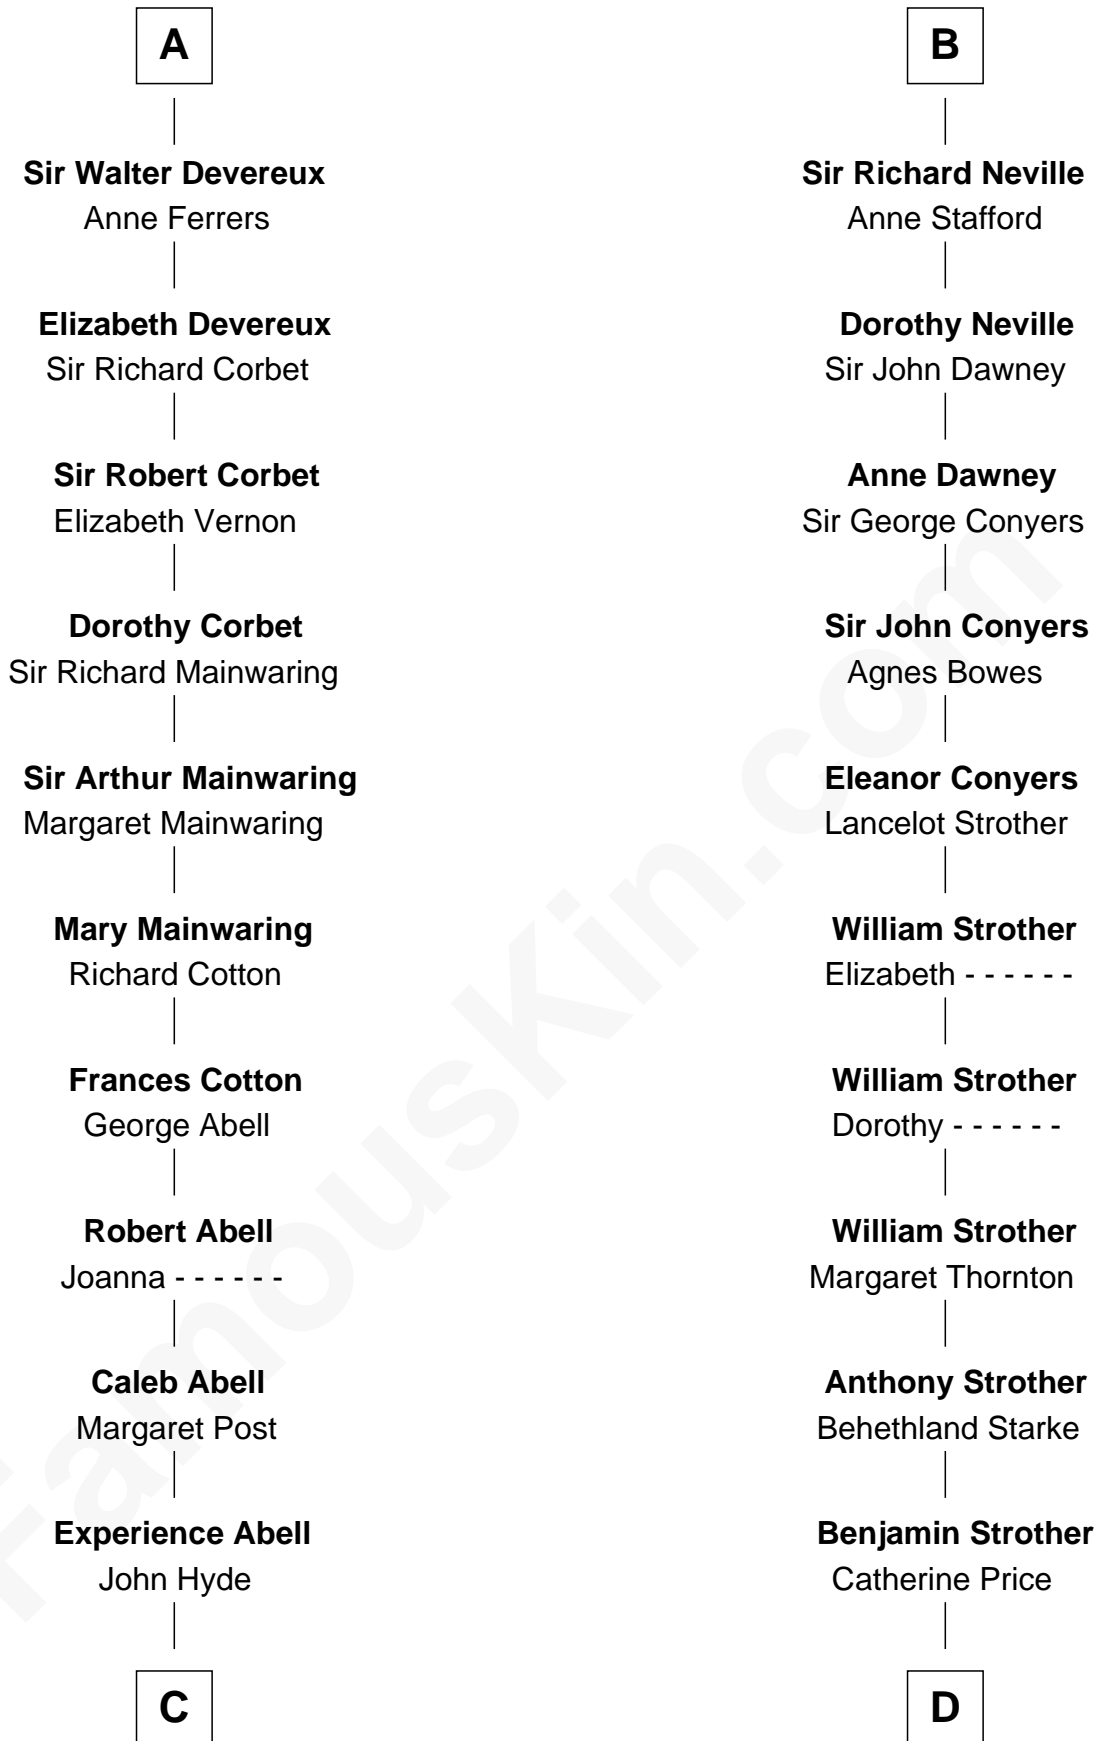 A
Sir Walter Devereux
Anne Ferrers
Elizabeth Devereux
Sir Richard Corbet
Sir Robert Corbet
Elizabeth Vernon
Dorothy Corbet
Sir Richard Mainwaring
Sir Arthur Mainwaring
Margaret Mainwaring
Mary Mainwaring
Richard Cotton
Frances Cotton
George Abell
Robert Abell
Joanna - - - - - -
Caleb Abell
Margaret Post
Experience Abell
John Hyde
C
B
Sir Richard Neville
Anne Stafford
Dorothy Neville
Sir John Dawney
Anne Dawney
Sir George Conyers
Sir John Conyers
Agnes Bowes
Eleanor Conyers
Lancelot Strother
William Strother
Elizabeth - - - - - -
William Strother
Dorothy - - - - - -
William Strother
Margaret Thornton
Anthony Strother
Behethland Starke
Benjamin Strother
Catherine Price
D
FamousKin.com